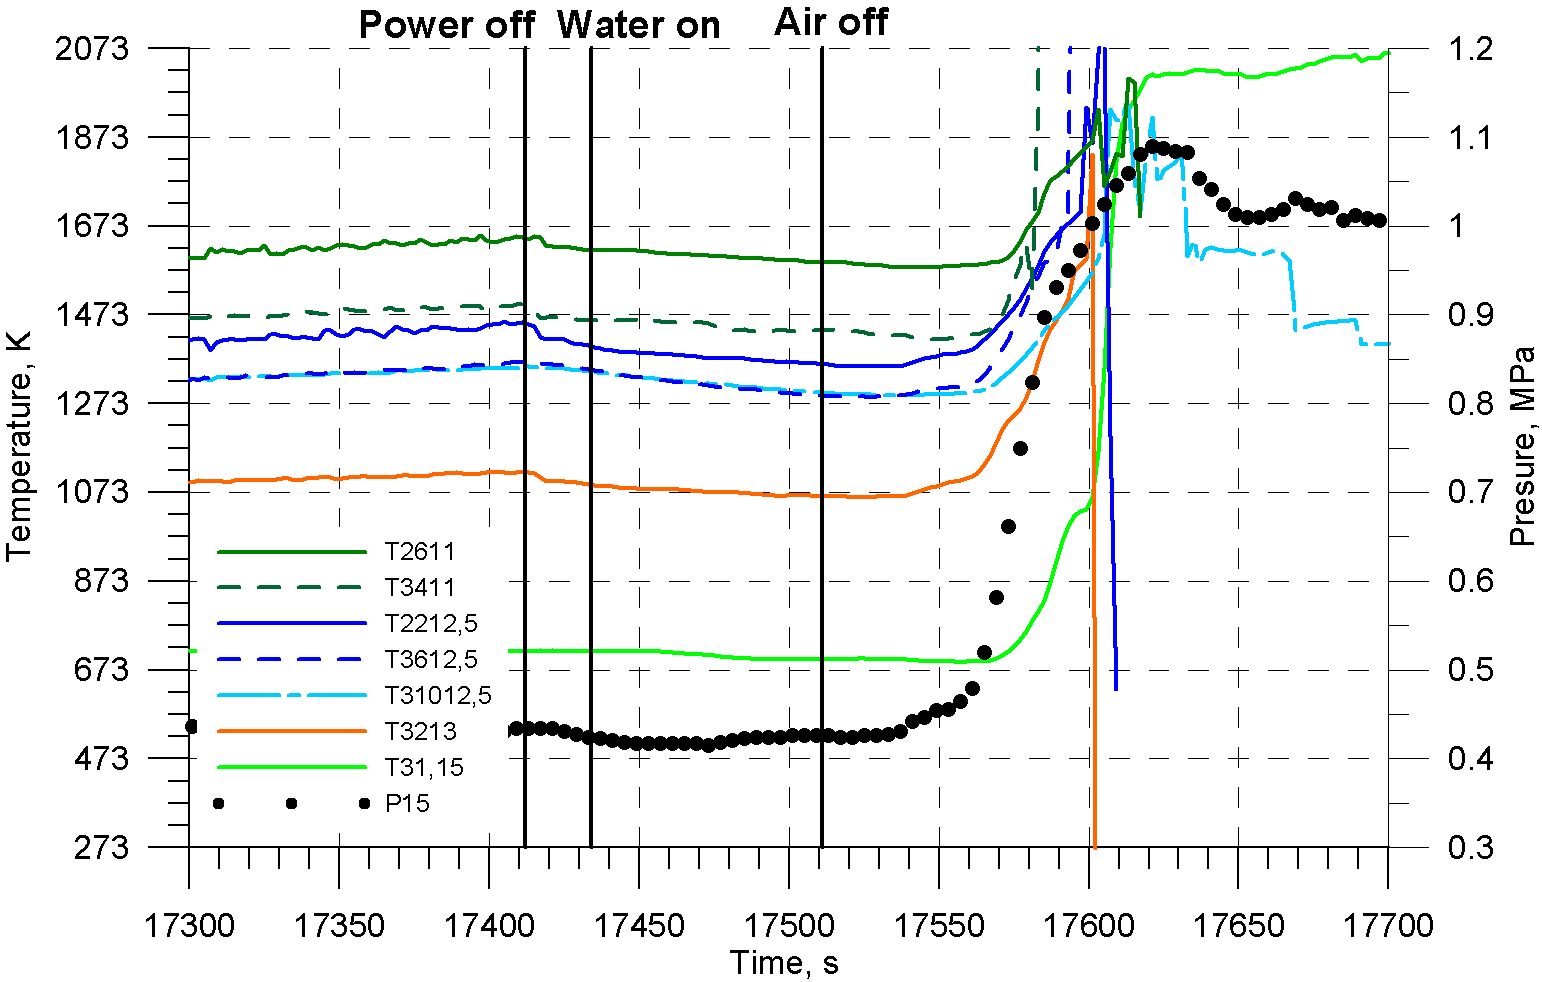 Power off Water on Air off
2073 1.2
1873 1.1
1673 1
1473 0.9
1273 0.8
1073 0.7
873 0.6
673 0.5
473 0.4
273 0.3
Temperature, K
Presure, MPa
T2611
T3411
T2212,5
T3612,5
T31012,5
T3213
T31,15
P15
17300 17350 17400 17450 17500 17550 17600 17650 17700
Time, s